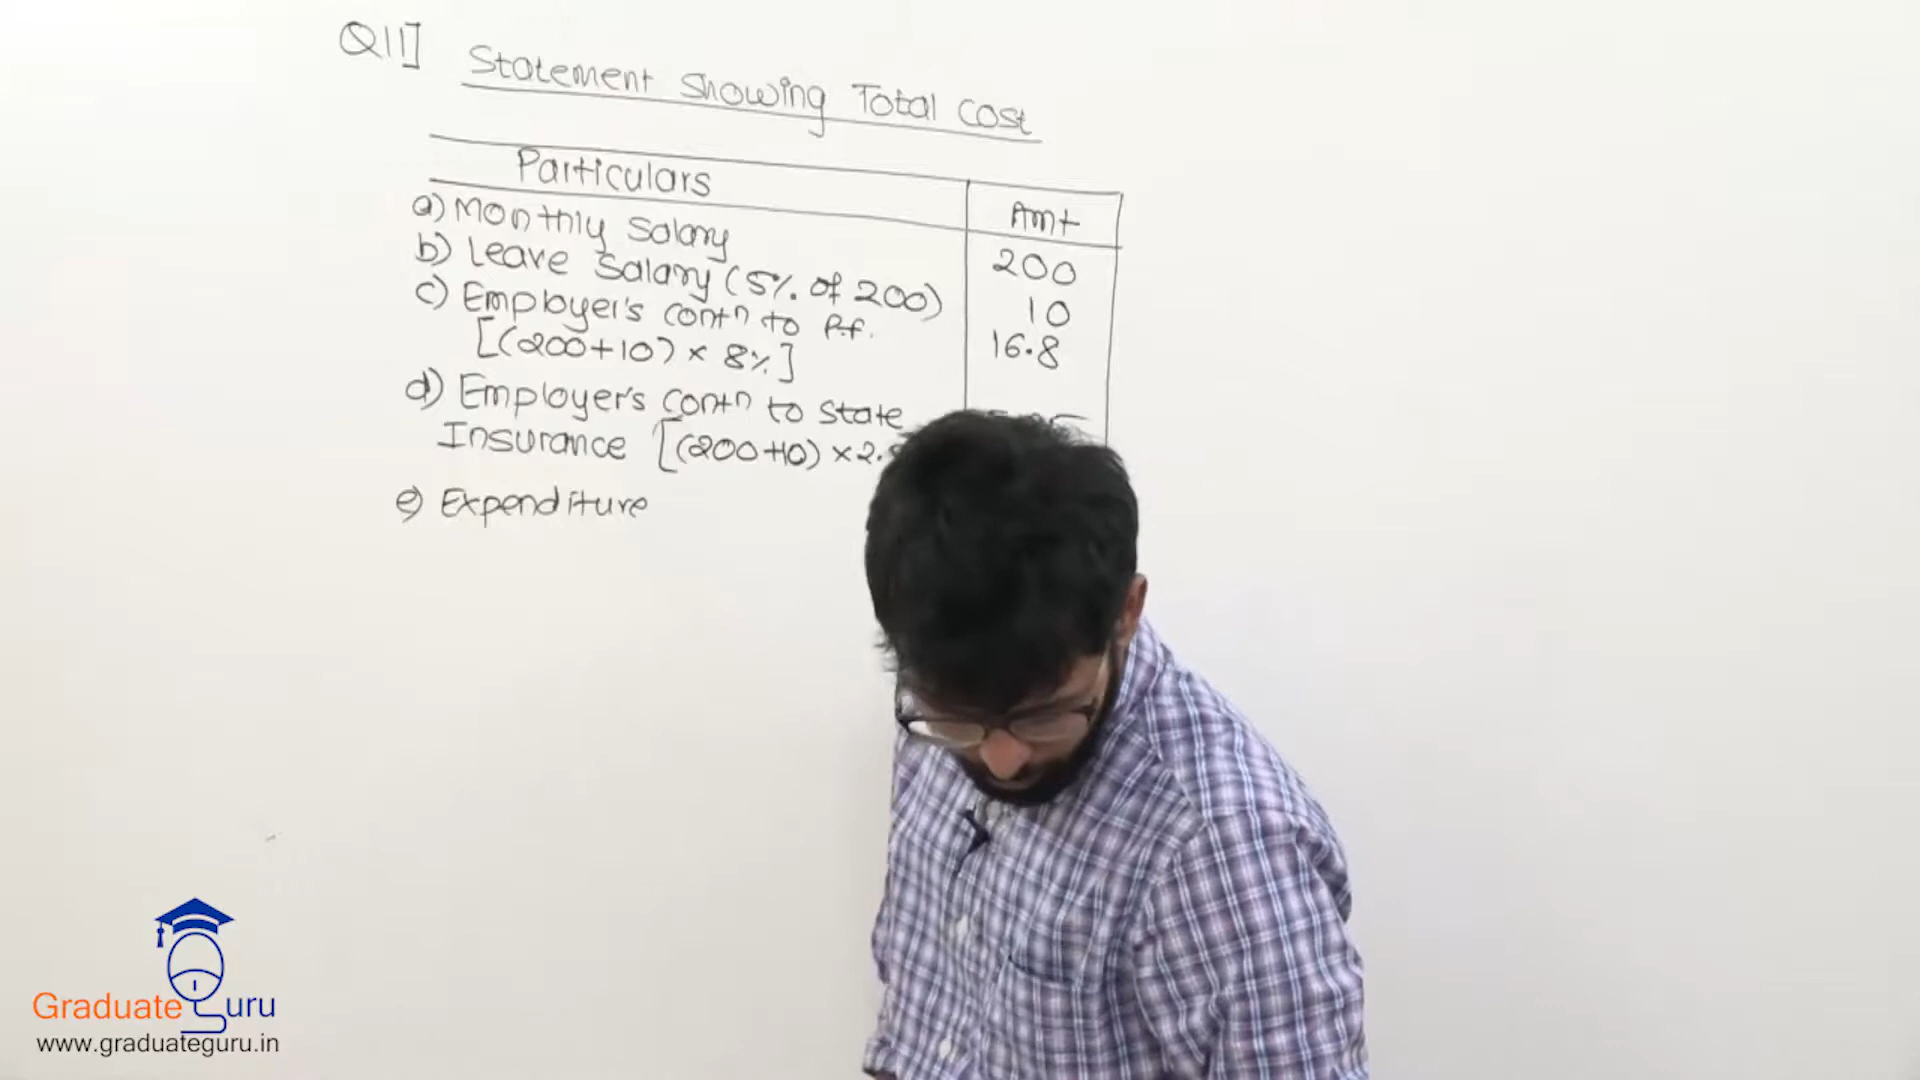 Q11]
Statement Showing Total Cost
Particulars
Amt
a) Monthly Salary
200
b) Leave Salary (5% of 200)
10
c) Employer's Contn to P.f.
16.8
[(200+10) × 8%]
d) Employer's Contn to State
Insurance [(200+10) ×2.
e) Expenditure
Graduate Guru
www.graduateguru.in